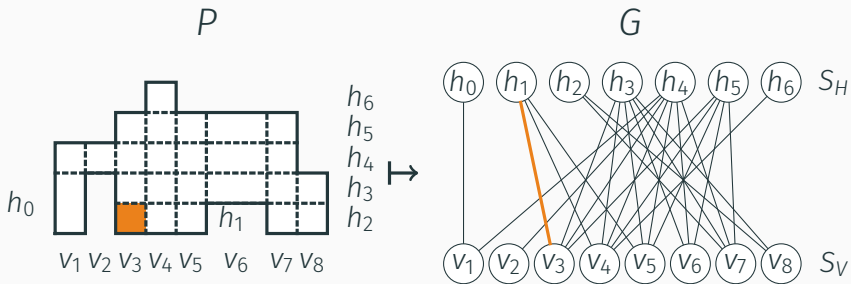 P
G
h0
h1
h2
h3
h4
h5
h6
SH
h6
h5
h4
h3
h2
h0
h1
v1 v2 v3 v4 v5 v6 v7 v8
v1 v2 v3 v4 v5 v6 v7 v8
SV